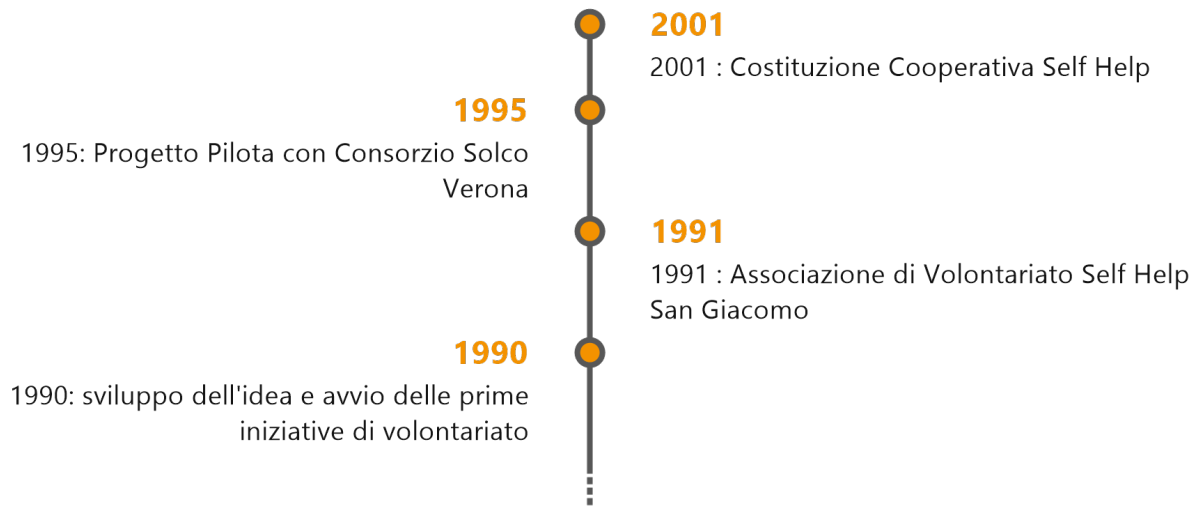 2001
2001 : Costituzione Cooperativa Self Help
1995
1995: Progetto Pilota con Consorzio Solco
Verona
1991
1991 : Associazione di Volontariato Self Help
San Giacomo
1990
1990: sviluppo dell'idea e avvio delle prime
iniziative di volontariato